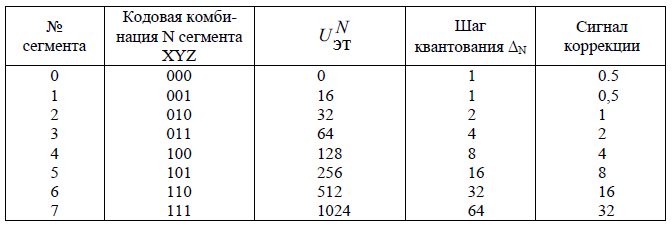 № сегмента | Кодовая комби-нация N сегмента XYZ | U N ЭТ | Шаг квантования ΔN | Сигнал коррекции
0 | 000 | 0 | 1 | 0.5
1 | 001 | 16 | 1 | 0,5
2 | 010 | 32 | 2 | 1
3 | 011 | 64 | 4 | 2
4 | 100 | 128 | 8 | 4
5 | 101 | 256 | 16 | 8
6 | 110 | 512 | 32 | 16
7 | 111 | 1024 | 64 | 32